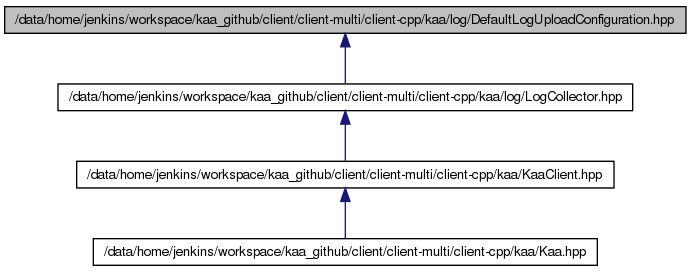 /data/home/jenkins/workspace/kaa_github/client/client-multi/client-cpp/kaa/log/DefaultLogUploadConfiguration.hpp
/data/home/jenkins/workspace/kaa_github/client/client-multi/client-cpp/kaa/log/LogCollector.hpp
/data/home/jenkins/workspace/kaa_github/client/client-multi/client-cpp/kaa/KaaClient.hpp
/data/home/jenkins/workspace/kaa_github/client/client-multi/client-cpp/kaa/Kaa.hpp